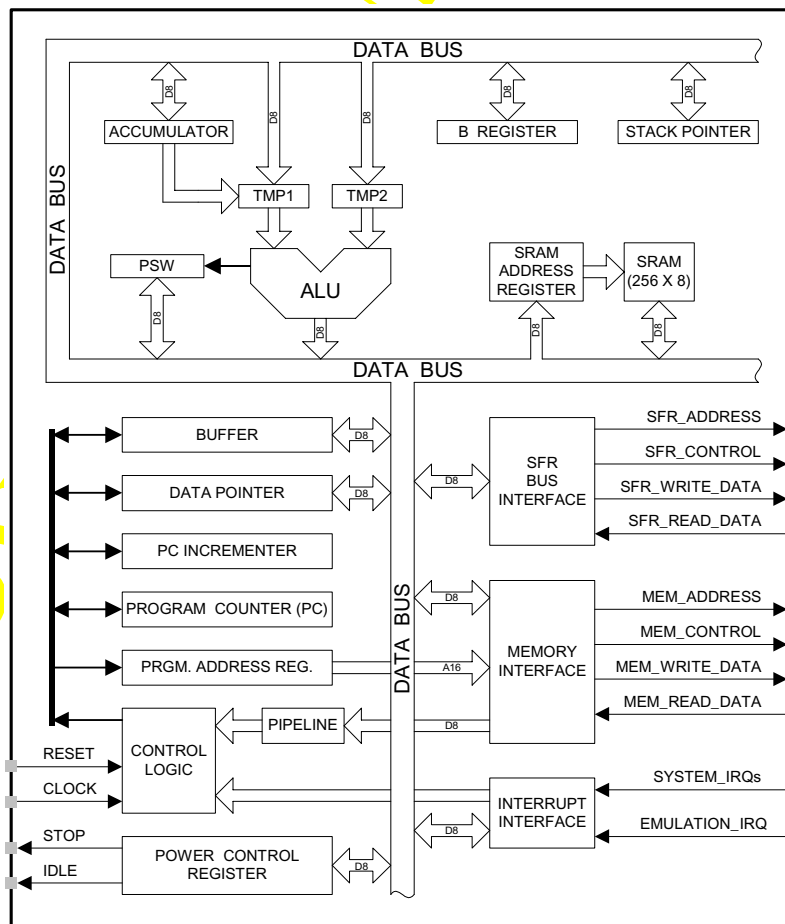 DATA BUS
D8
D8
D8
D8
D8
ACCUMULATOR
B REGISTER
STACK POINTER
DATA BUS
TMP1
TMP2
PSW
ALU
SRAM
ADDRESS
REGISTER
SRAM
(256 X 8)
D8
D8
D8
D8
DATA BUS
BUFFER
D8
DATA POINTER
D8
PC INCREMENTER
PROGRAM COUNTER (PC)
PRGM. ADDRESS REG.
A16
DATA BUS
D8
SFR
BUS
INTERFACE
SFR_ADDRESS
SFR_CONTROL
SFR_WRITE_DATA
SFR_READ_DATA
D8
MEMORY
INTERFACE
MEM_ADDRESS
MEM_CONTROL
MEM_WRITE_DATA
MEM_READ_DATA
PIPELINE
D8
CONTROL
LOGIC
RESET
CLOCK
STOP
IDLE
POWER CONTROL
REGISTER
D8
D8
INTERRUPT
INTERFACE
SYSTEM_IRQs
EMULATION_IRQ